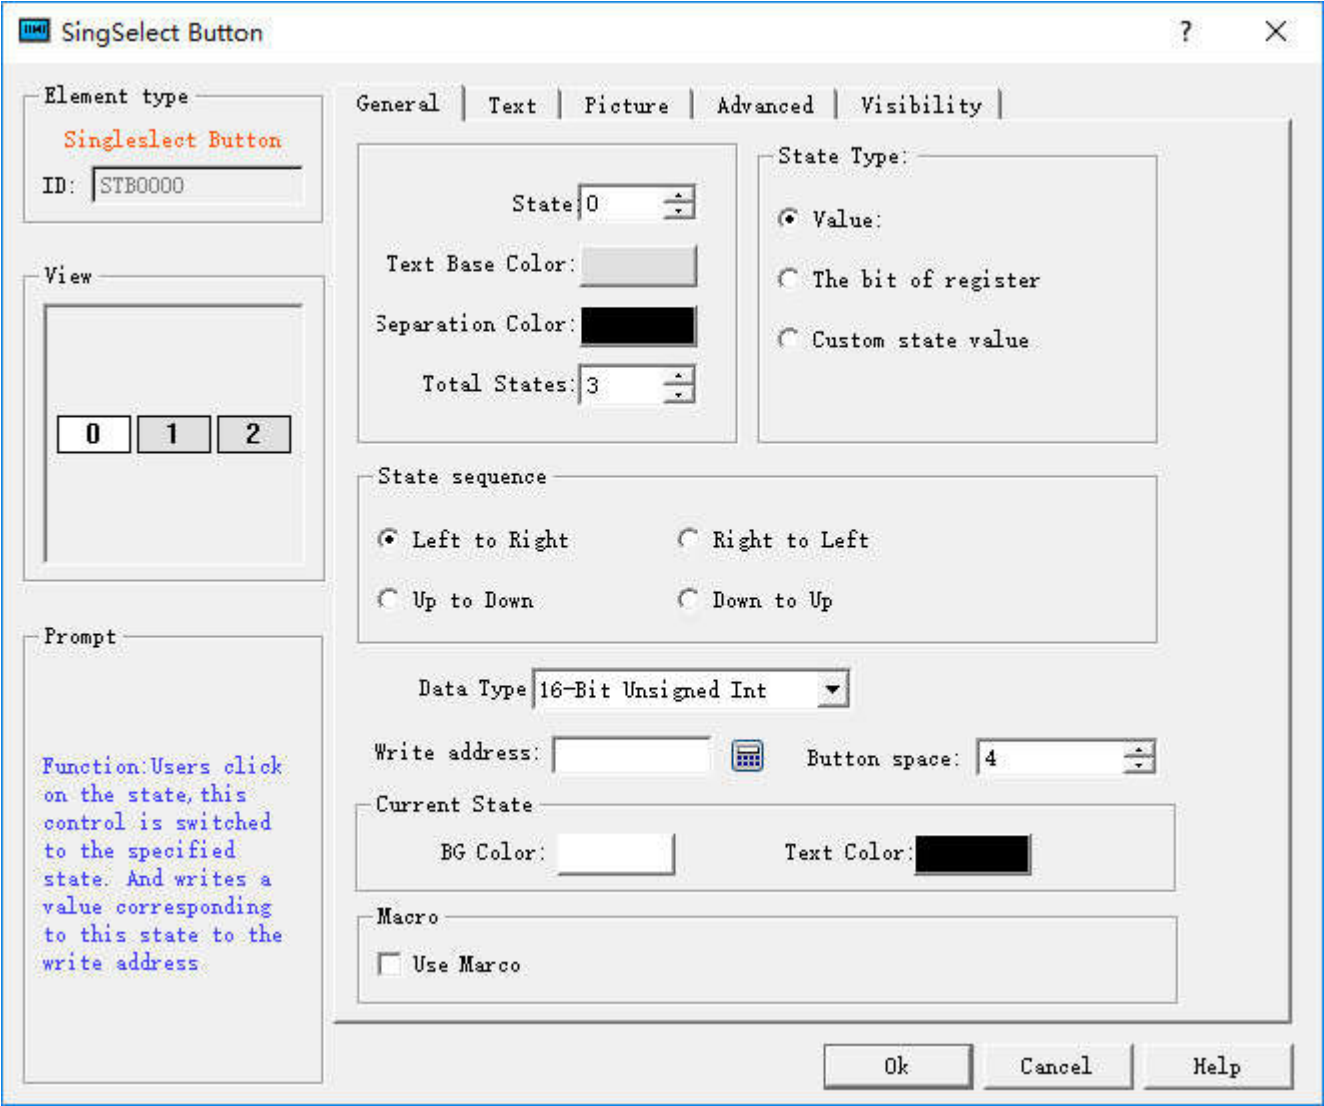 SingSelect Button
?
Element type
Singleslect Button
ID: STB0000
View
0 1 2
Prompt
Function:Users click
on the state, this
control is switched
to the specified
state. And writes a
value corresponding
to this state to the
write address
General Text Picture Advanced Visibility
State 0
Text Base Color:
Separation Color:
Total States: 3
State Type:
Value:
The bit of register
Custom state value
State sequence
Left to Right Right to Left
Up to Down Down to Up
Data Type 16-Bit Unsigned Int
Write address: Button space: 4
Current State
BG Color: Text Color:
Macro
Use Marco
Ok Cancel Help